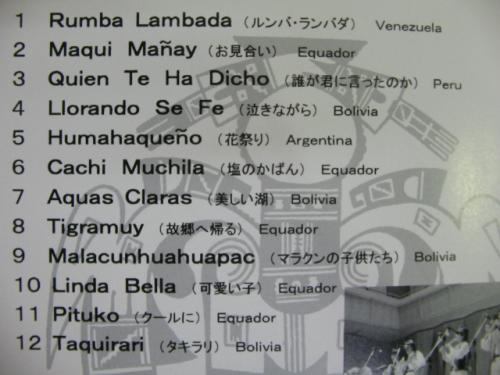 1 Rumba Lambada (ルンバ・ランバダ) Venezuela
2 Maqui Mañay (お見合い) Equador
3 Quien Te Ha Dicho (誰が君に言ったのか) Peru
4 Llorando Se Fe (泣きながら) Bolivia
5 Humahaqueño (花祭り) Argentina
6 Cachi Muchila (塩のかばん) Equador
7 Aquas Claras (美しい湖) Bolivia
8 Tigramuy (故郷へ帰る) Equador
9 Malacunhuahuapac (マラクンの子供たち) Bolivia
10 Linda Bella (可愛い子) Equador
11 Pituko (クールに) Equador
12 Taquirari (タキラリ) Bolivia